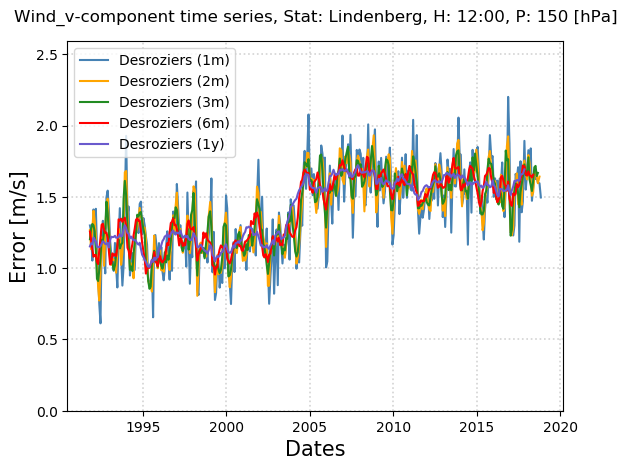 Wind_v-component time series, Stat: Lindenberg, H: 12:00, P: 150 [hPa]
Desroziers (1m)
Desroziers (2m)
Desroziers (3m)
Desroziers (6m)
Desroziers (1y)
Error [m/s]
2.5
2.0
1.5
1.0
0.5
0.0
1995 2000 2005 2010 2015 2020
Dates